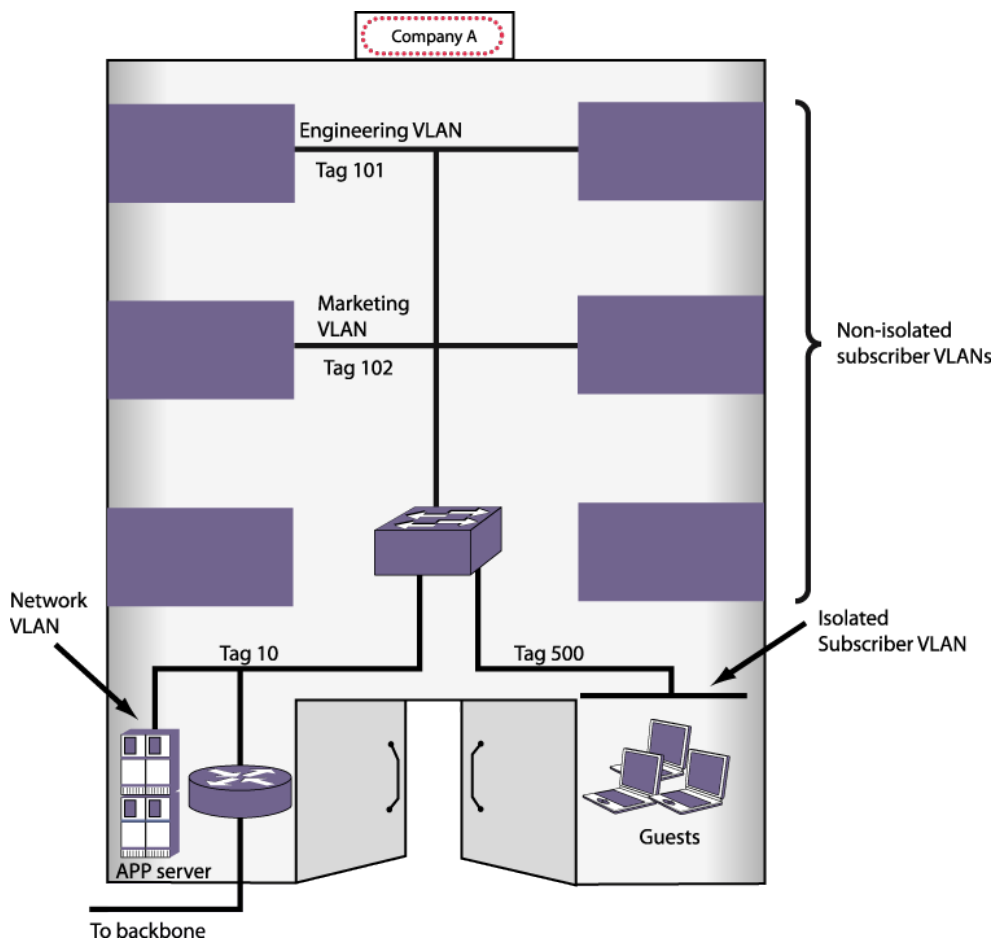 Company A
Engineering VLAN
Tag 101
Marketing
VLAN
Tag 102
Non-isolated
subscriber VLANs
Network
VLAN
Isolated
Subscriber VLAN
Tag 10
Tag 500
Guests
APP server
To backbone